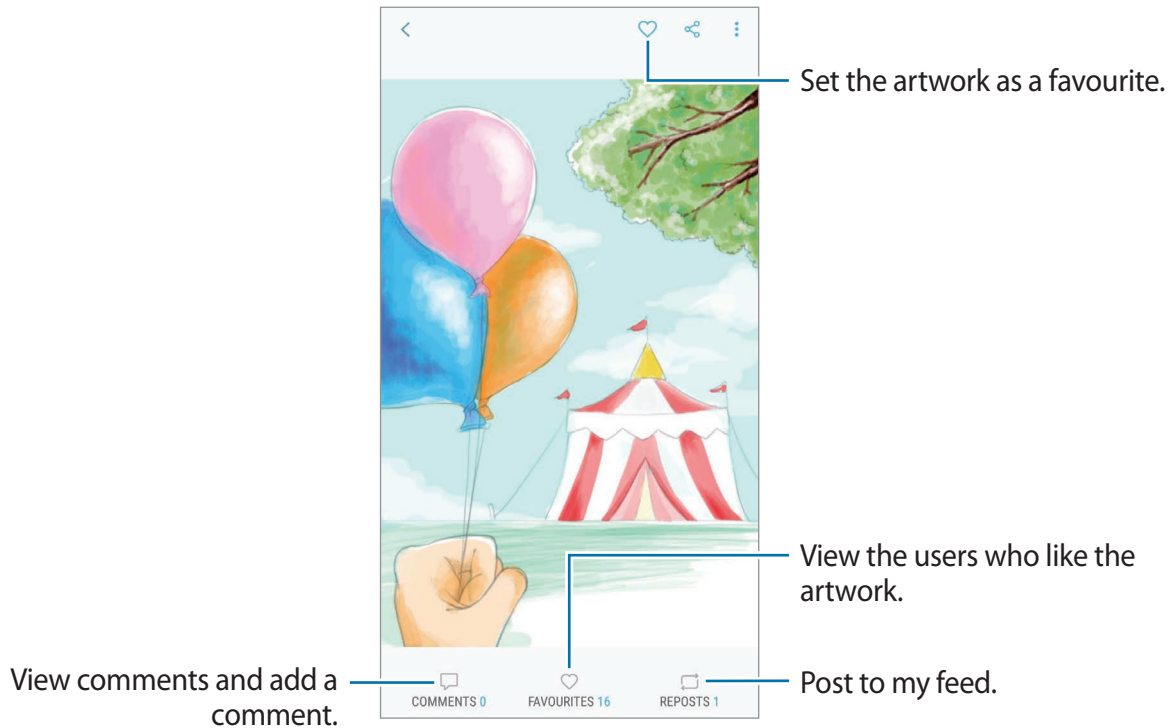 Set the artwork as a favourite.
View the users who like the
artwork.
View comments and add a
comment.
Post to my feed.
COMMENTS 0
FAVOURITES 16
REPOSTS 1